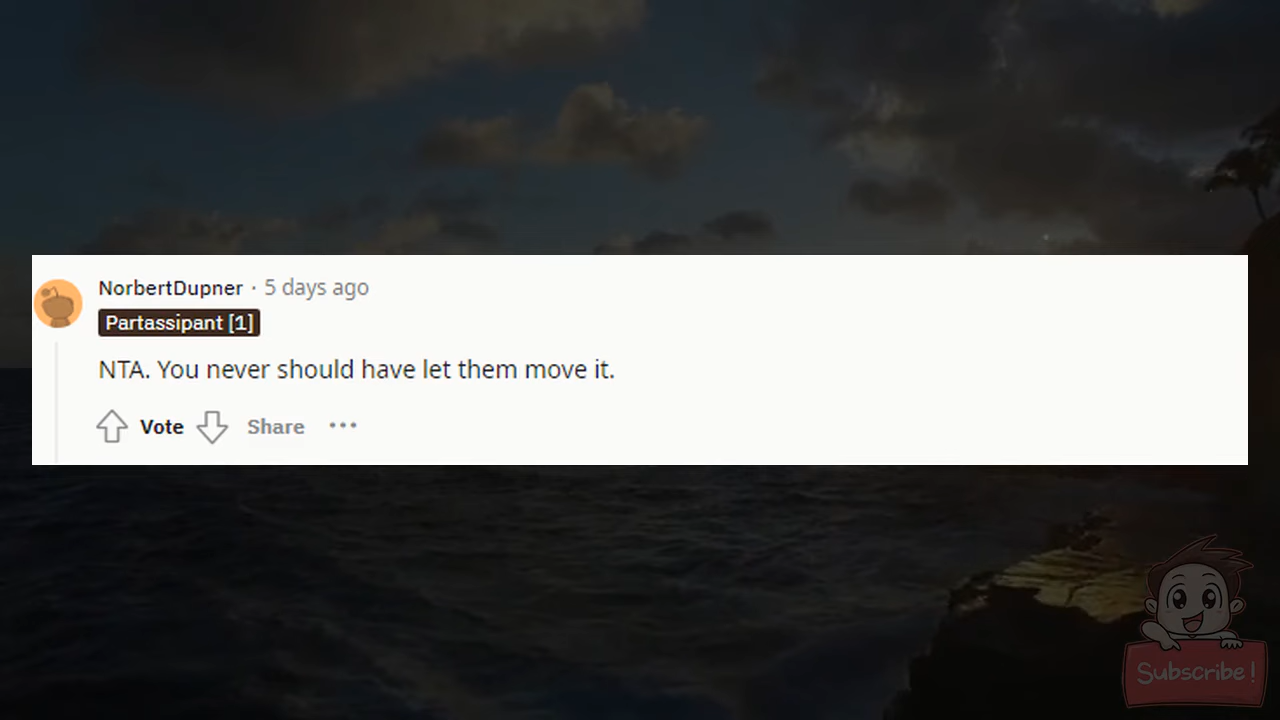 NorbertDupner · 5 days ago
Partassipant [1]
NTA. You never should have let them move it.
Vote Share ···
Subscribe!